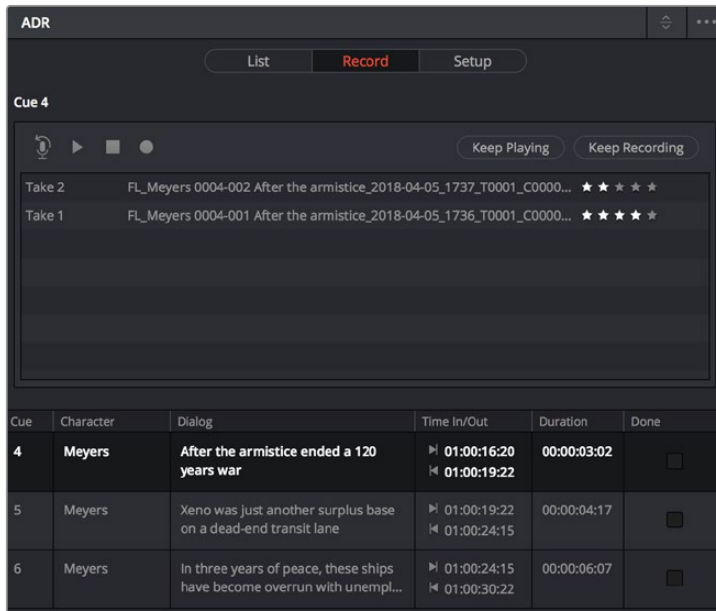 ADR
List Record Setup
Cue 4
Keep Playing Keep Recording
Take 2 FL_Meyers 0004-002 After the armistice_2018-04-05_1737_T0001_C0000...
Take 1 FL_Meyers 0004-001 After the armistice_2018-04-05_1736_T0001_C0000...
Cue Character Dialog Time In/Out Duration Done
4 Meyers After the armistice ended a 120 01:00:16:20 00:00:03:02
years war 01:00:19:22
5 Meyers Xeno was just another surplus base 01:00:19:22 00:00:04:17
on a dead-end transit lane 01:00:24:15
6 Meyers In three years of peace, these ships 01:00:24:15 00:00:06:07
have become overrun with unempl... 01:00:30:22